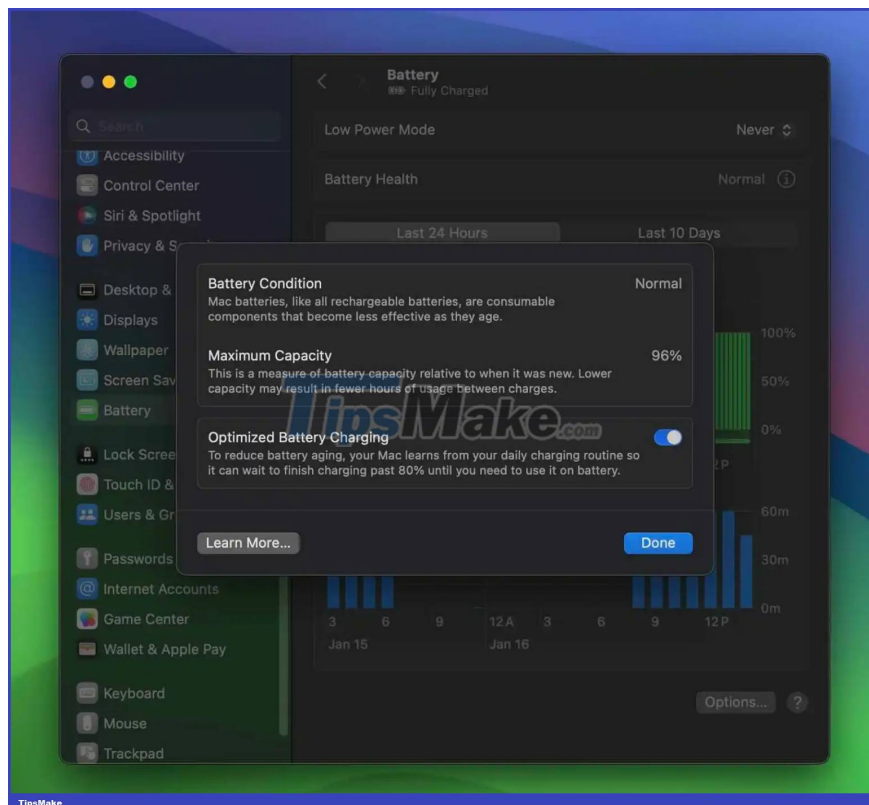 Battery
Fully Charged
Search
Low Power Mode
Never
Accessibility
Control Center
Battery Health
Normal
Siri & Spotlight
Last 24 Hours
Last 10 Days
Privacy & S
Battery Condition
Normal
Mac batteries, like all rechargeable batteries, are consumable
components that become less effective as they age.
Maximum Capacity
96%
This is a measure of battery capacity relative to when it was new. Lower
capacity may result in fewer hours of usage between charges.
TipsMake.com
Optimized Battery Charging
To reduce battery aging, your Mac learns from your daily charging routine so
it can wait to finish charging past 80% until you need to use it on battery.
Learn More...
Done
Desktop &
Displays
Wallpaper
Screen Sav
Battery
Lock Scree
Touch ID &
Users & Gr
Passwords
Internet Accounts
Game Center
Wallet & Apple Pay
Keyboard
Mouse
Trackpad
100%
50%
0%
2 P
60m
30m
0m
3 6 9 12 A 3 6 9 12 P
Jan 15 Jan 16
Options...
?
TipsMake